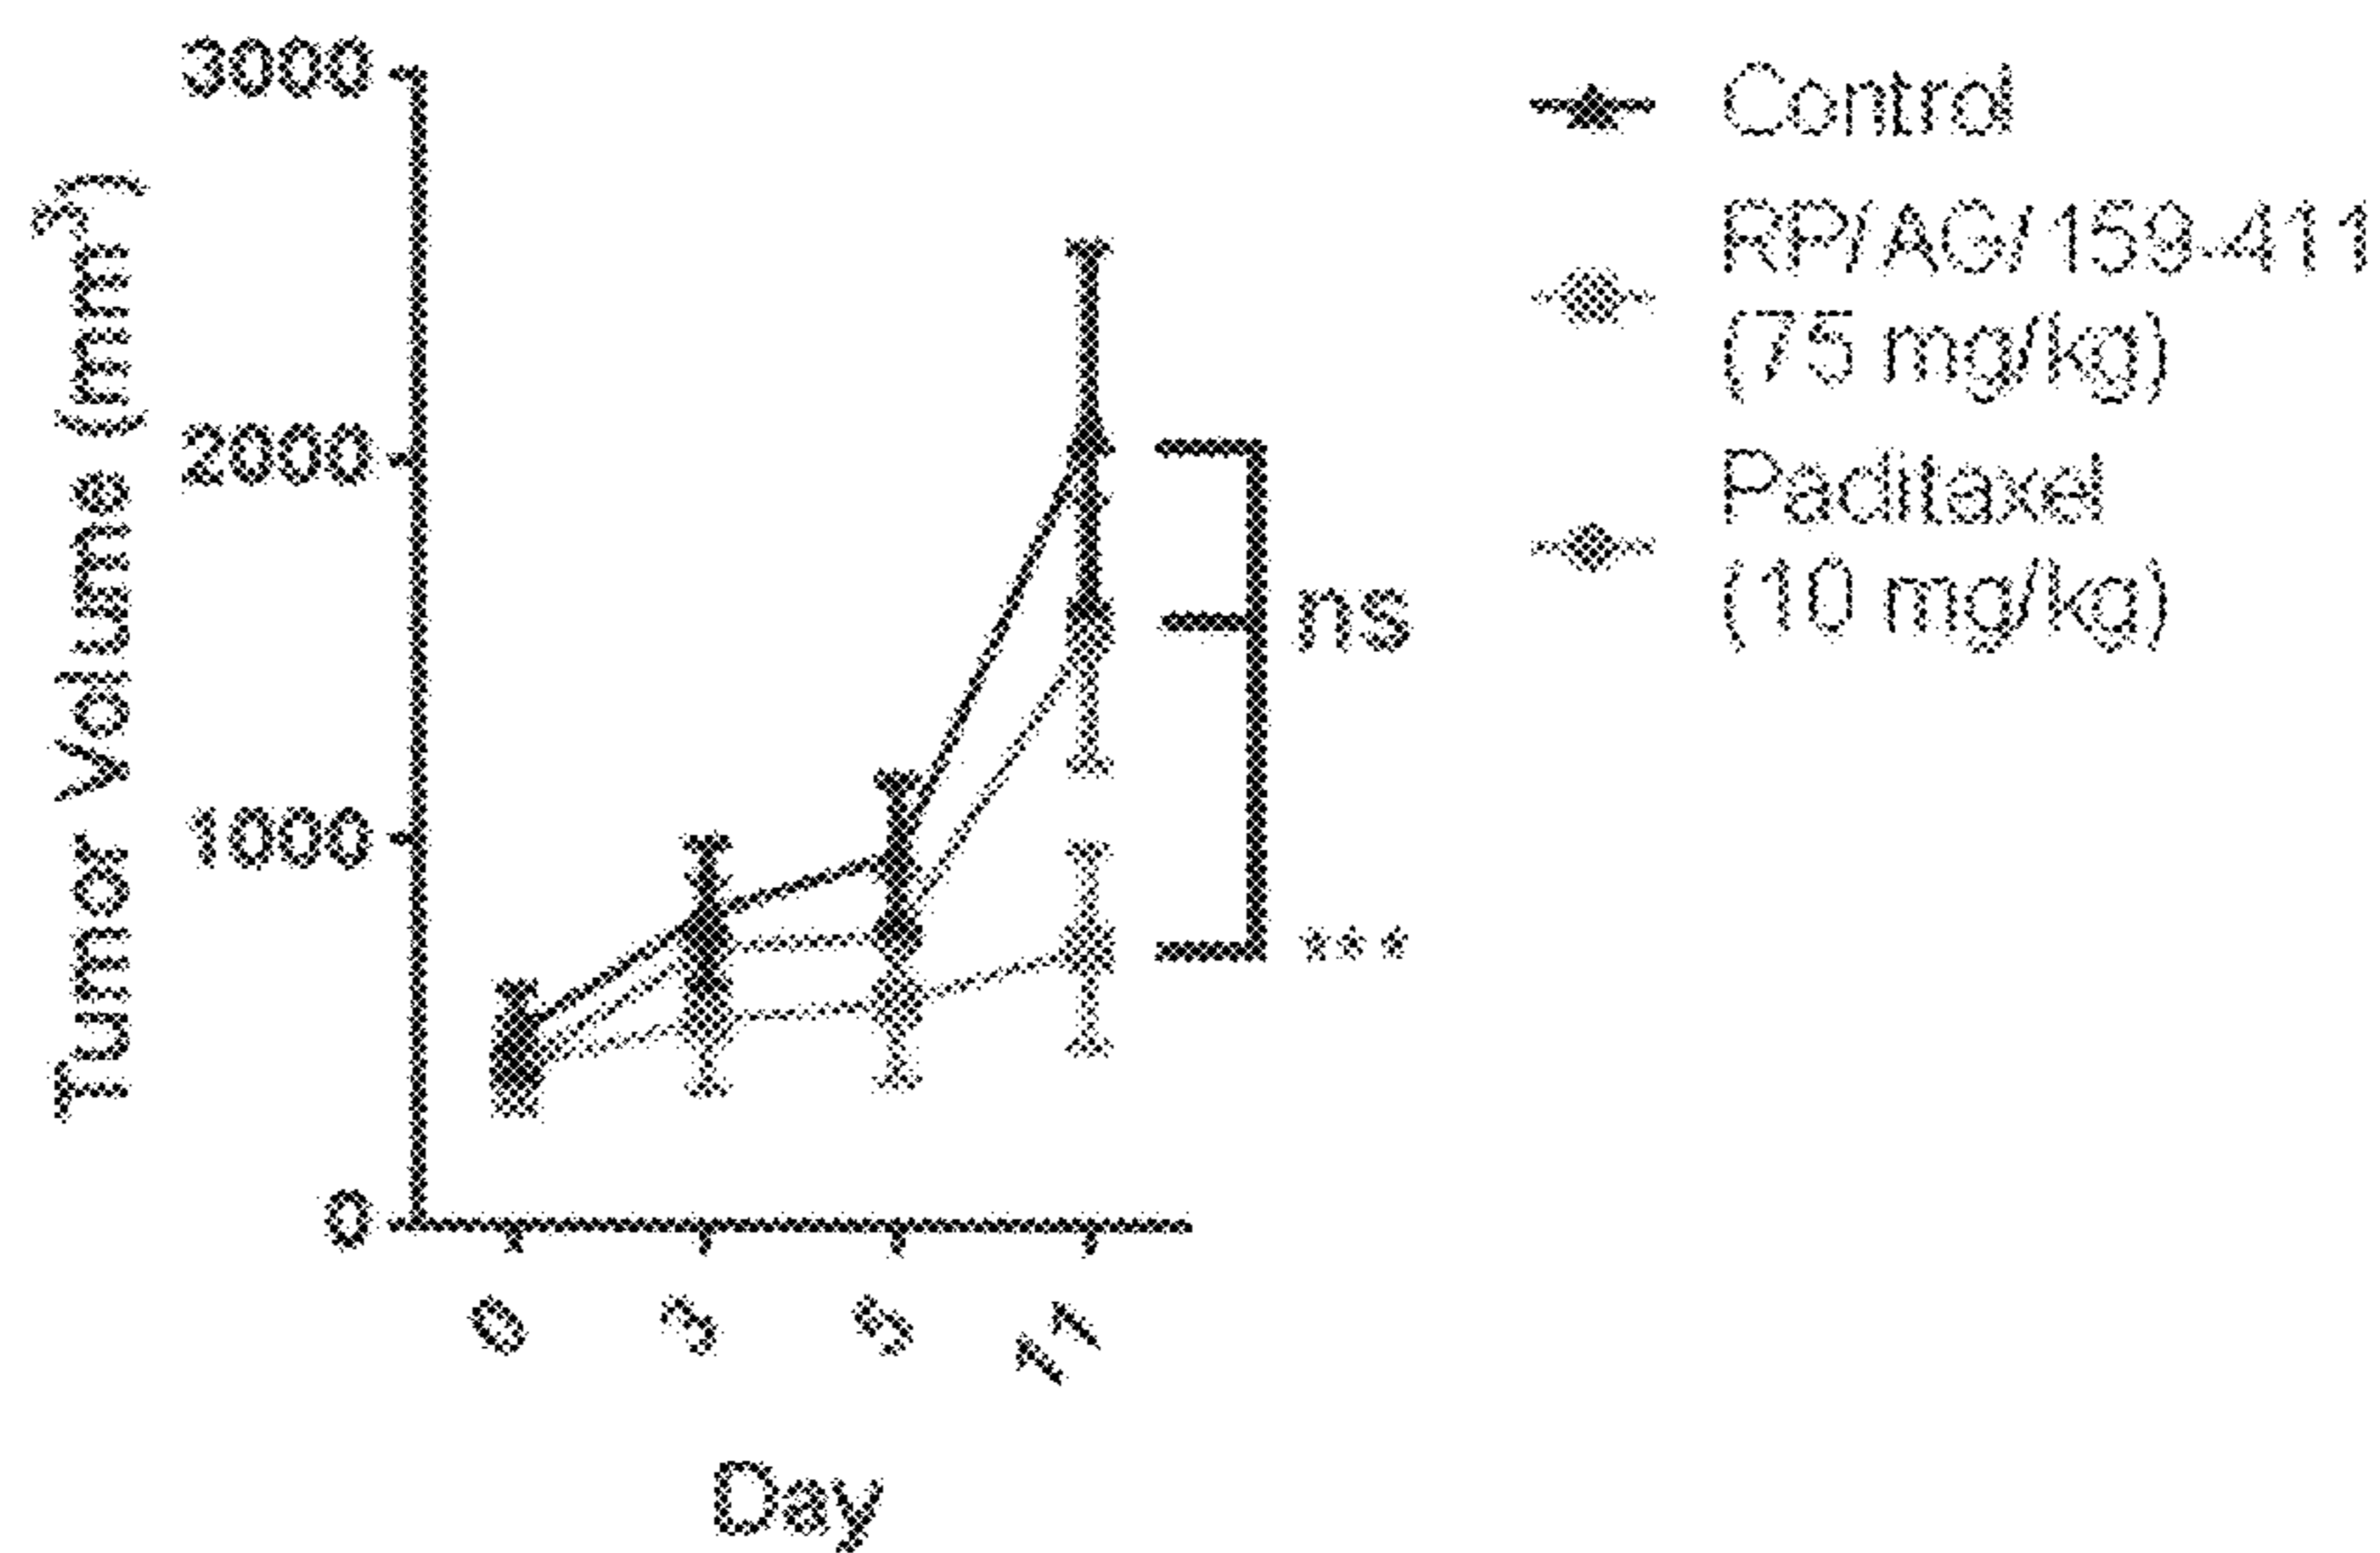 Tumor Volume (mm³)
3000
2000
1000
0
0
3
5
11
Day
ns
***
Control
RP/AG/159-411
(75 mg/kg)
Paclitaxel
(10 mg/kg)